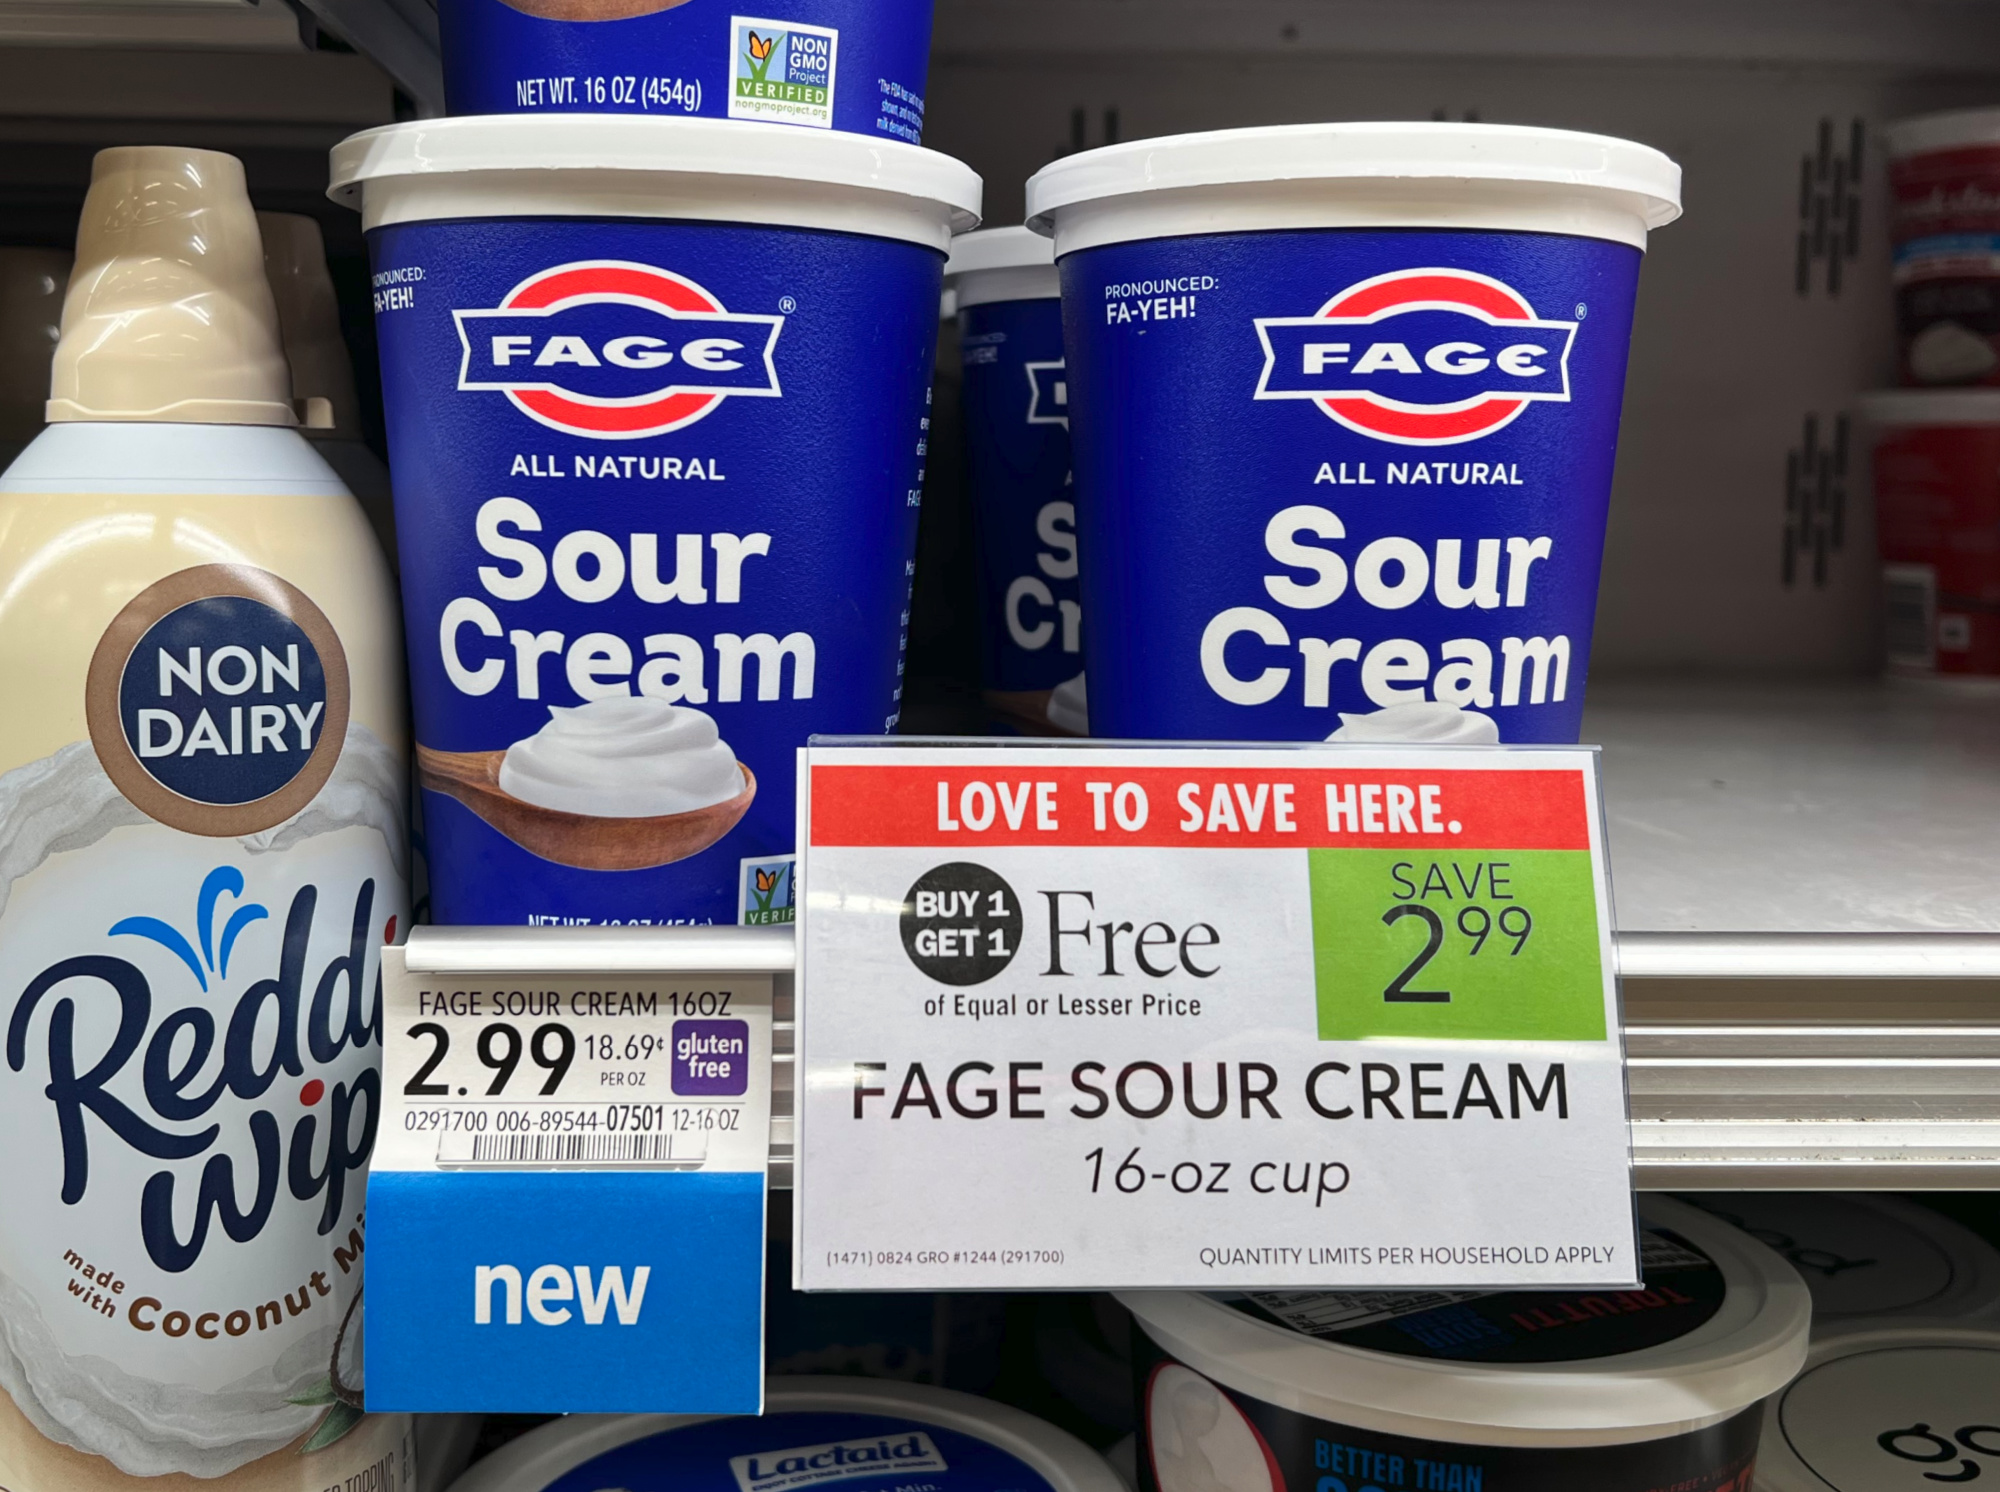 NET WT. 16 OZ (454g)
NON
GMO
Project
VERIFIED
nongmoproject.org
PRONOUNCED:
FA-YEH!
FAGE
®
ALL NATURAL
Sour
Cream
PRONOUNCED:
FA-YEH!
FAGE
®
ALL NATURAL
Sour
Cream
NON
DAIRY
Reddi
wip
made
with Coconut
LOVE TO SAVE HERE.
BUY 1
GET 1
Free
of Equal or Lesser Price
SAVE
2 99
FAGE SOUR CREAM
16-oz cup
(1471) 0824 GRO #1244 (291700)
QUANTITY LIMITS PER HOUSEHOLD APPLY
FAGE SOUR CREAM 16OZ
2.99
18.69¢
PER OZ
gluten
free
0291700 006-89544-07501 12-16 OZ
new
Lactaid
TOFUTTI
BETTER THAN